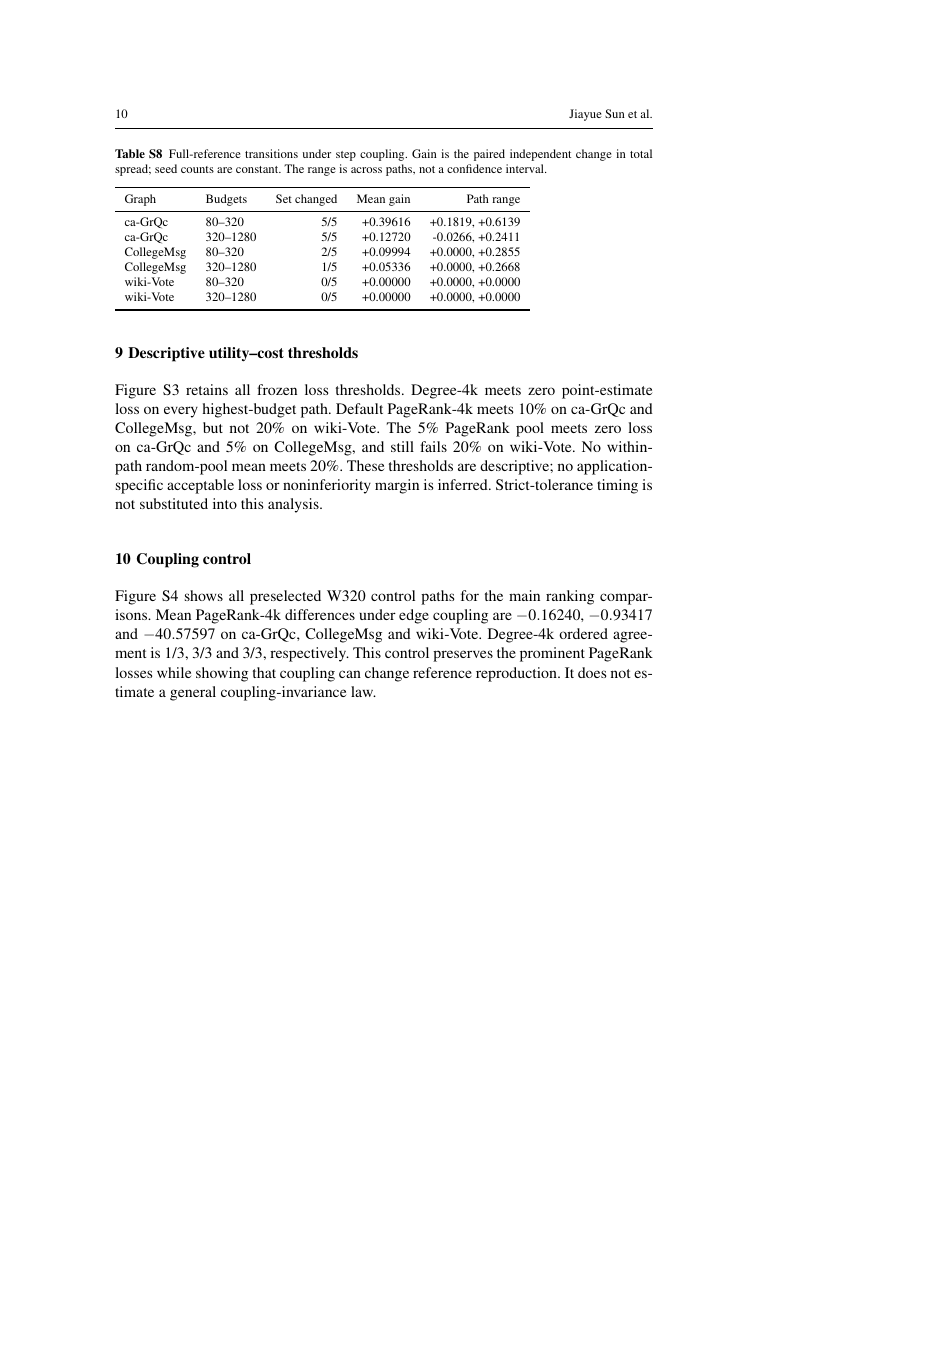 10 Jiayue Sun et al.
Table S8 Full-reference transitions under step coupling. Gain is the paired independent change in total
spread; seed counts are constant. The range is across paths, not a confidence interval.
Graph Budgets Set changed Mean gain Path range
ca-GrQc 80–320 5/5 +0.39616 +0.1819, +0.6139
ca-GrQc 320–1280 5/5 +0.12720 -0.0266, +0.2411
CollegeMsg 80–320 2/5 +0.09994 +0.0000, +0.2855
CollegeMsg 320–1280 1/5 +0.05336 +0.0000, +0.2668
wiki-Vote 80–320 0/5 +0.00000 +0.0000, +0.0000
wiki-Vote 320–1280 0/5 +0.00000 +0.0000, +0.0000
9 Descriptive utility–cost thresholds
Figure S3 retains all frozen loss thresholds. Degree-4k meets zero point-estimate
loss on every highest-budget path. Default PageRank-4k meets 10% on ca-GrQc and
CollegeMsg, but not 20% on wiki-Vote. The 5% PageRank pool meets zero loss
on ca-GrQc and 5% on CollegeMsg, and still fails 20% on wiki-Vote. No within-
path random-pool mean meets 20%. These thresholds are descriptive; no application-
specific acceptable loss or noninferiority margin is inferred. Strict-tolerance timing is
not substituted into this analysis.
10 Coupling control
Figure S4 shows all preselected W320 control paths for the main ranking compar-
isons. Mean PageRank-4k differences under edge coupling are −0.16240, −0.93417
and −40.57597 on ca-GrQc, CollegeMsg and wiki-Vote. Degree-4k ordered agree-
ment is 1/3, 3/3 and 3/3, respectively. This control preserves the prominent PageRank
losses while showing that coupling can change reference reproduction. It does not es-
timate a general coupling-invariance law.